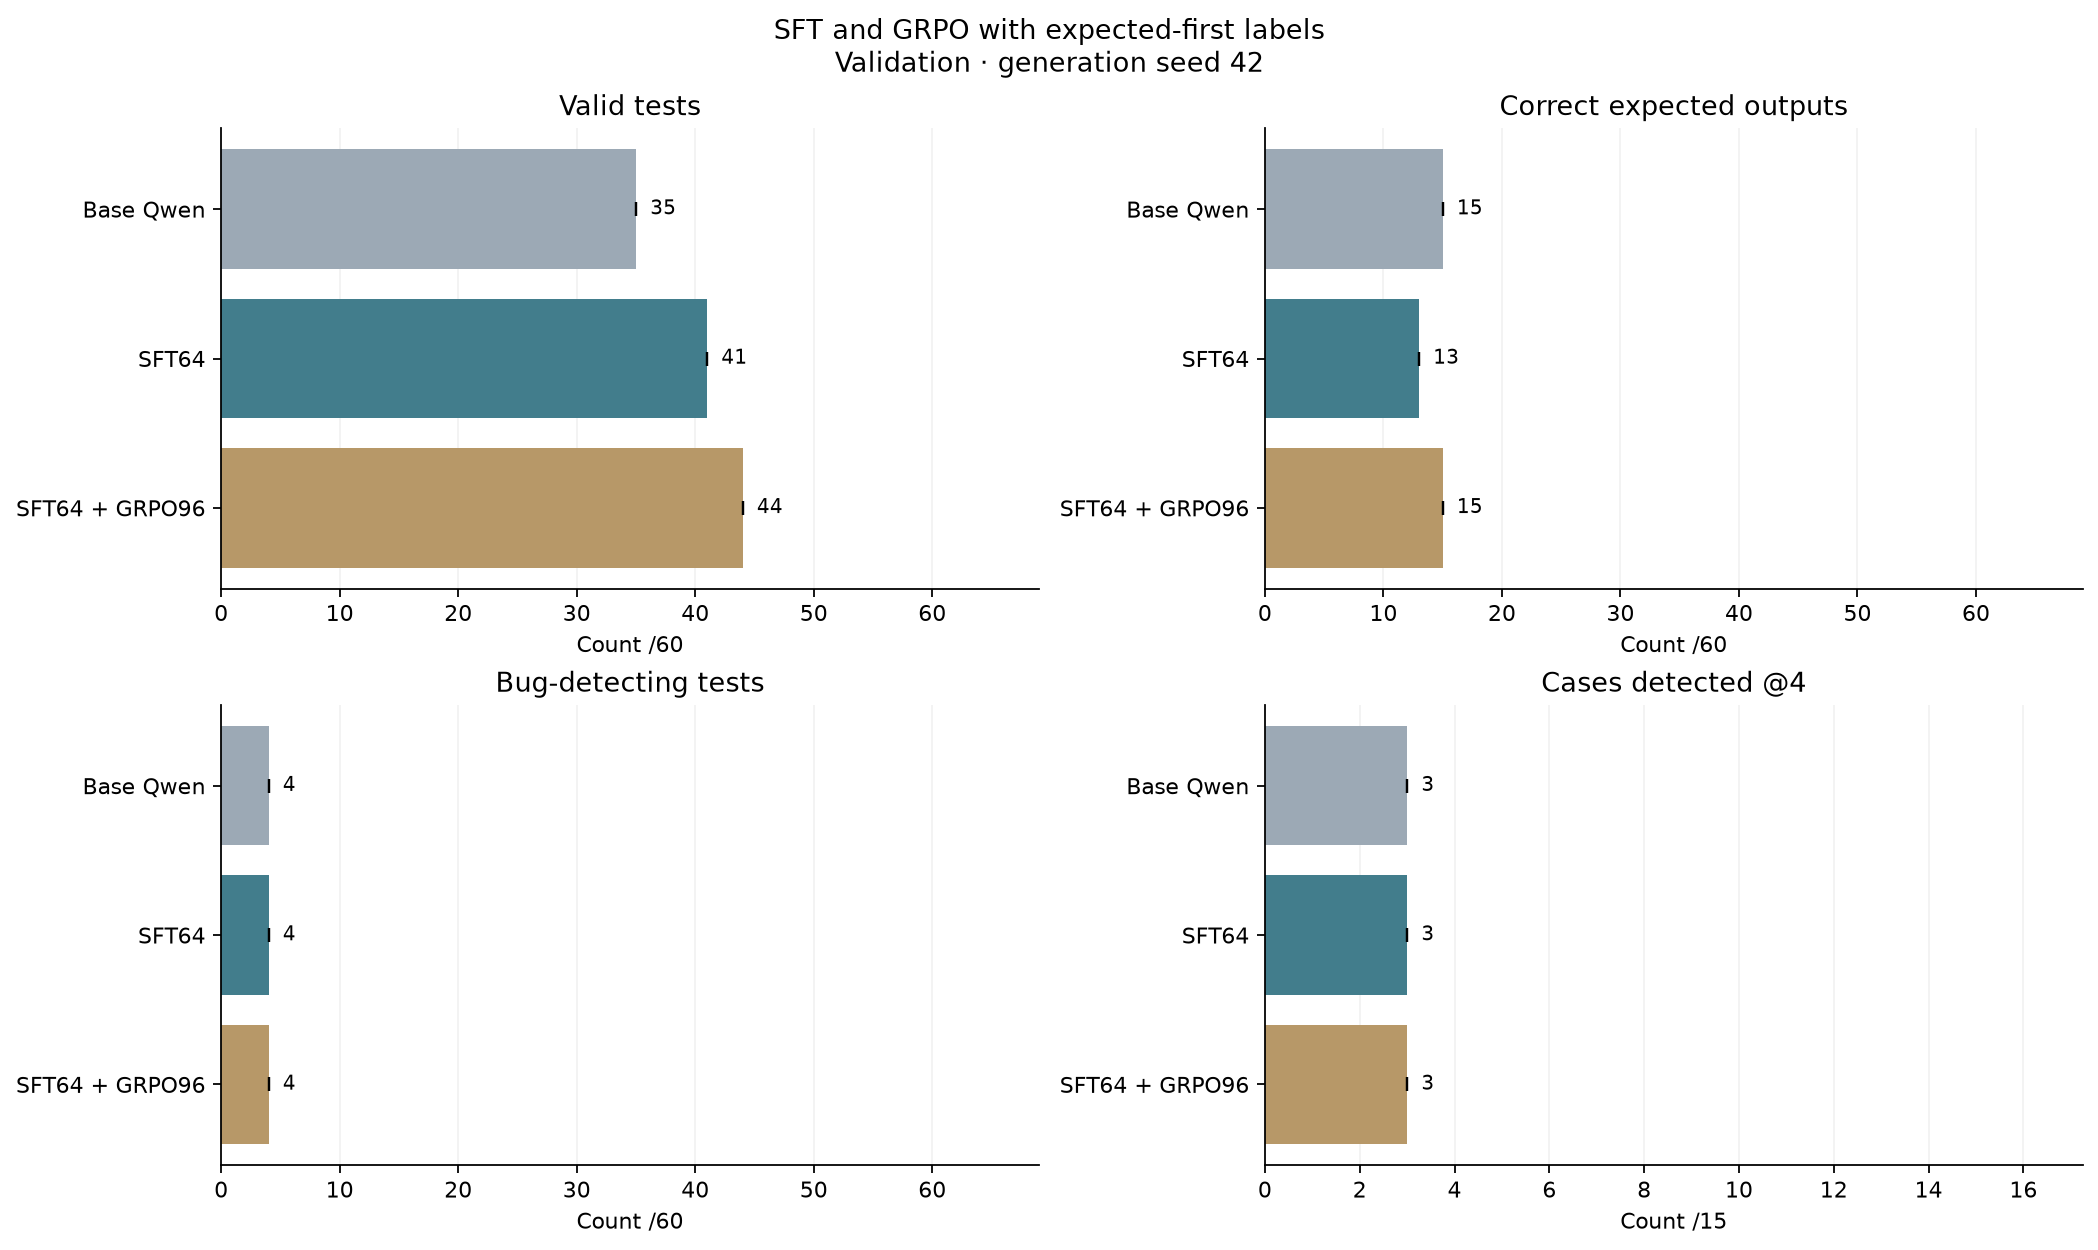 SFT and GRPO with expected-first labels
Validation · generation seed 42
Valid tests
Base Qwen
35
SFT64
41
SFT64 + GRPO96
44
0 10 20 30 40 50 60
Count /60
Correct expected outputs
Base Qwen
15
SFT64
13
SFT64 + GRPO96
15
0 10 20 30 40 50 60
Count /60
Bug-detecting tests
Base Qwen
4
SFT64
4
SFT64 + GRPO96
4
0 10 20 30 40 50 60
Count /60
Cases detected @4
Base Qwen
3
SFT64
3
SFT64 + GRPO96
3
0 2 4 6 8 10 12 14 16
Count /15